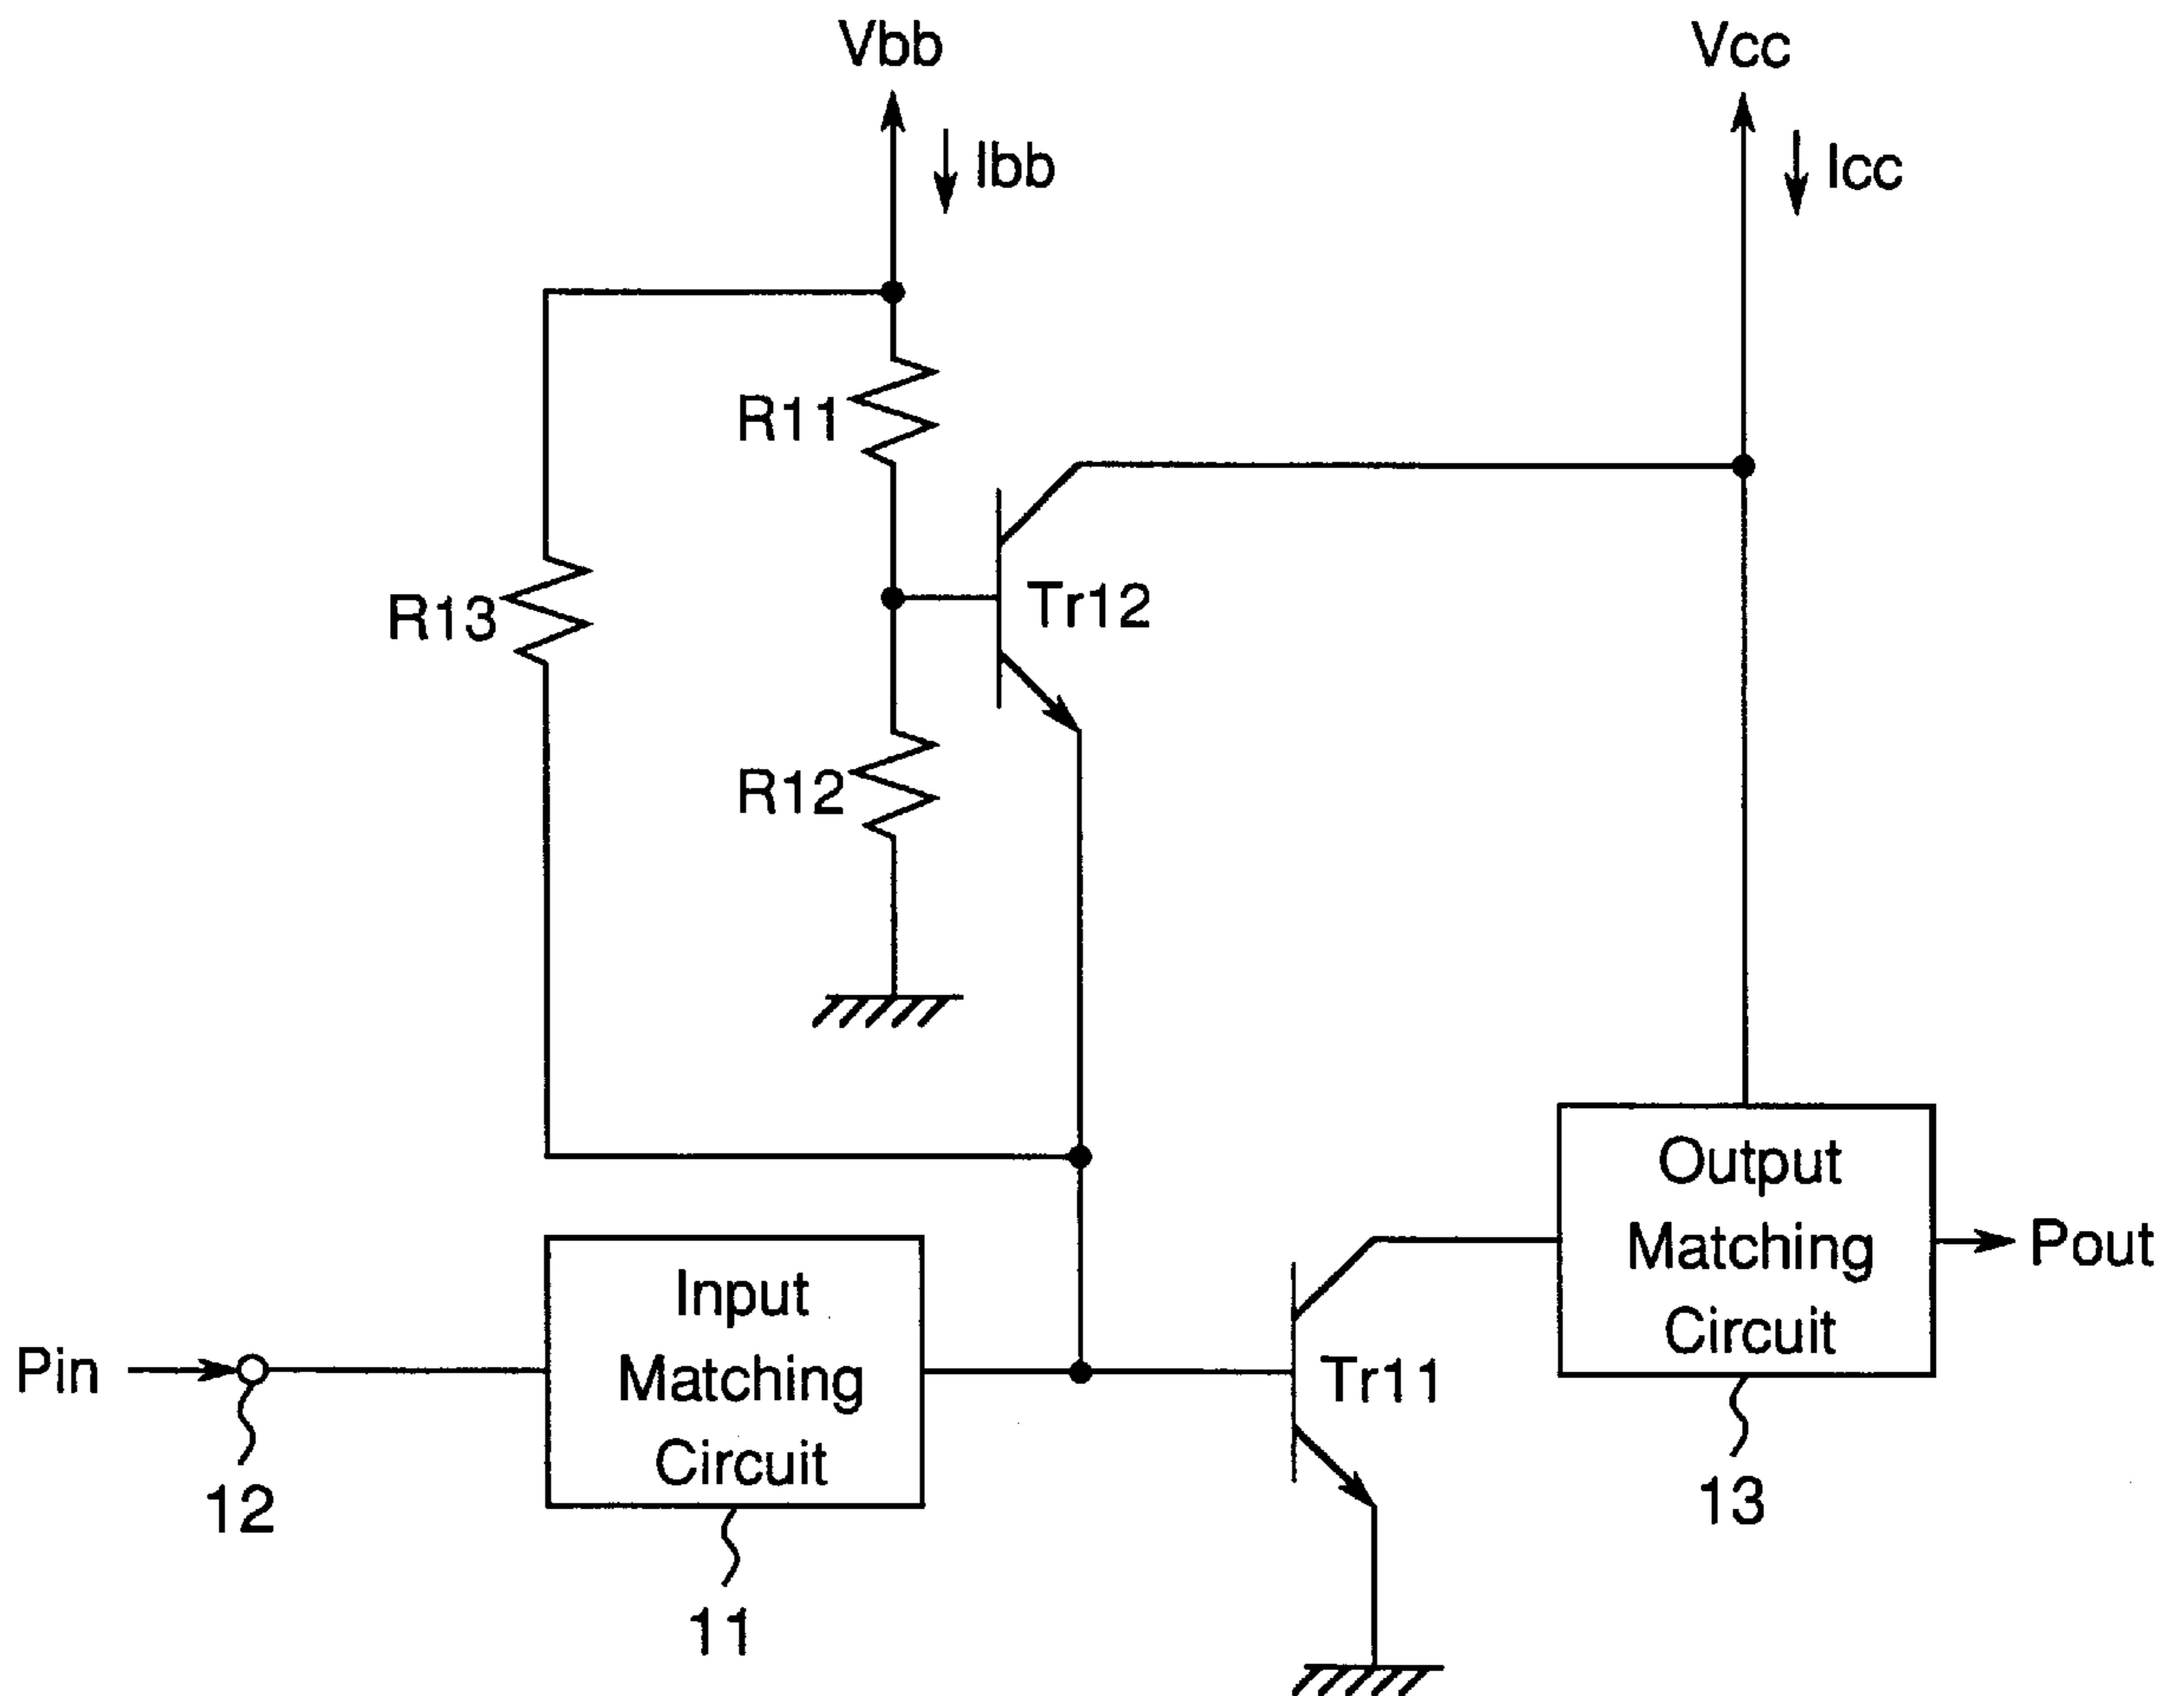 Vbb
Vcc
Ibb
Icc
R11
R13
Tr12
R12
Output
Matching
Circuit
Pout
Input
Matching
Circuit
Pin
Tr11
12
13
11